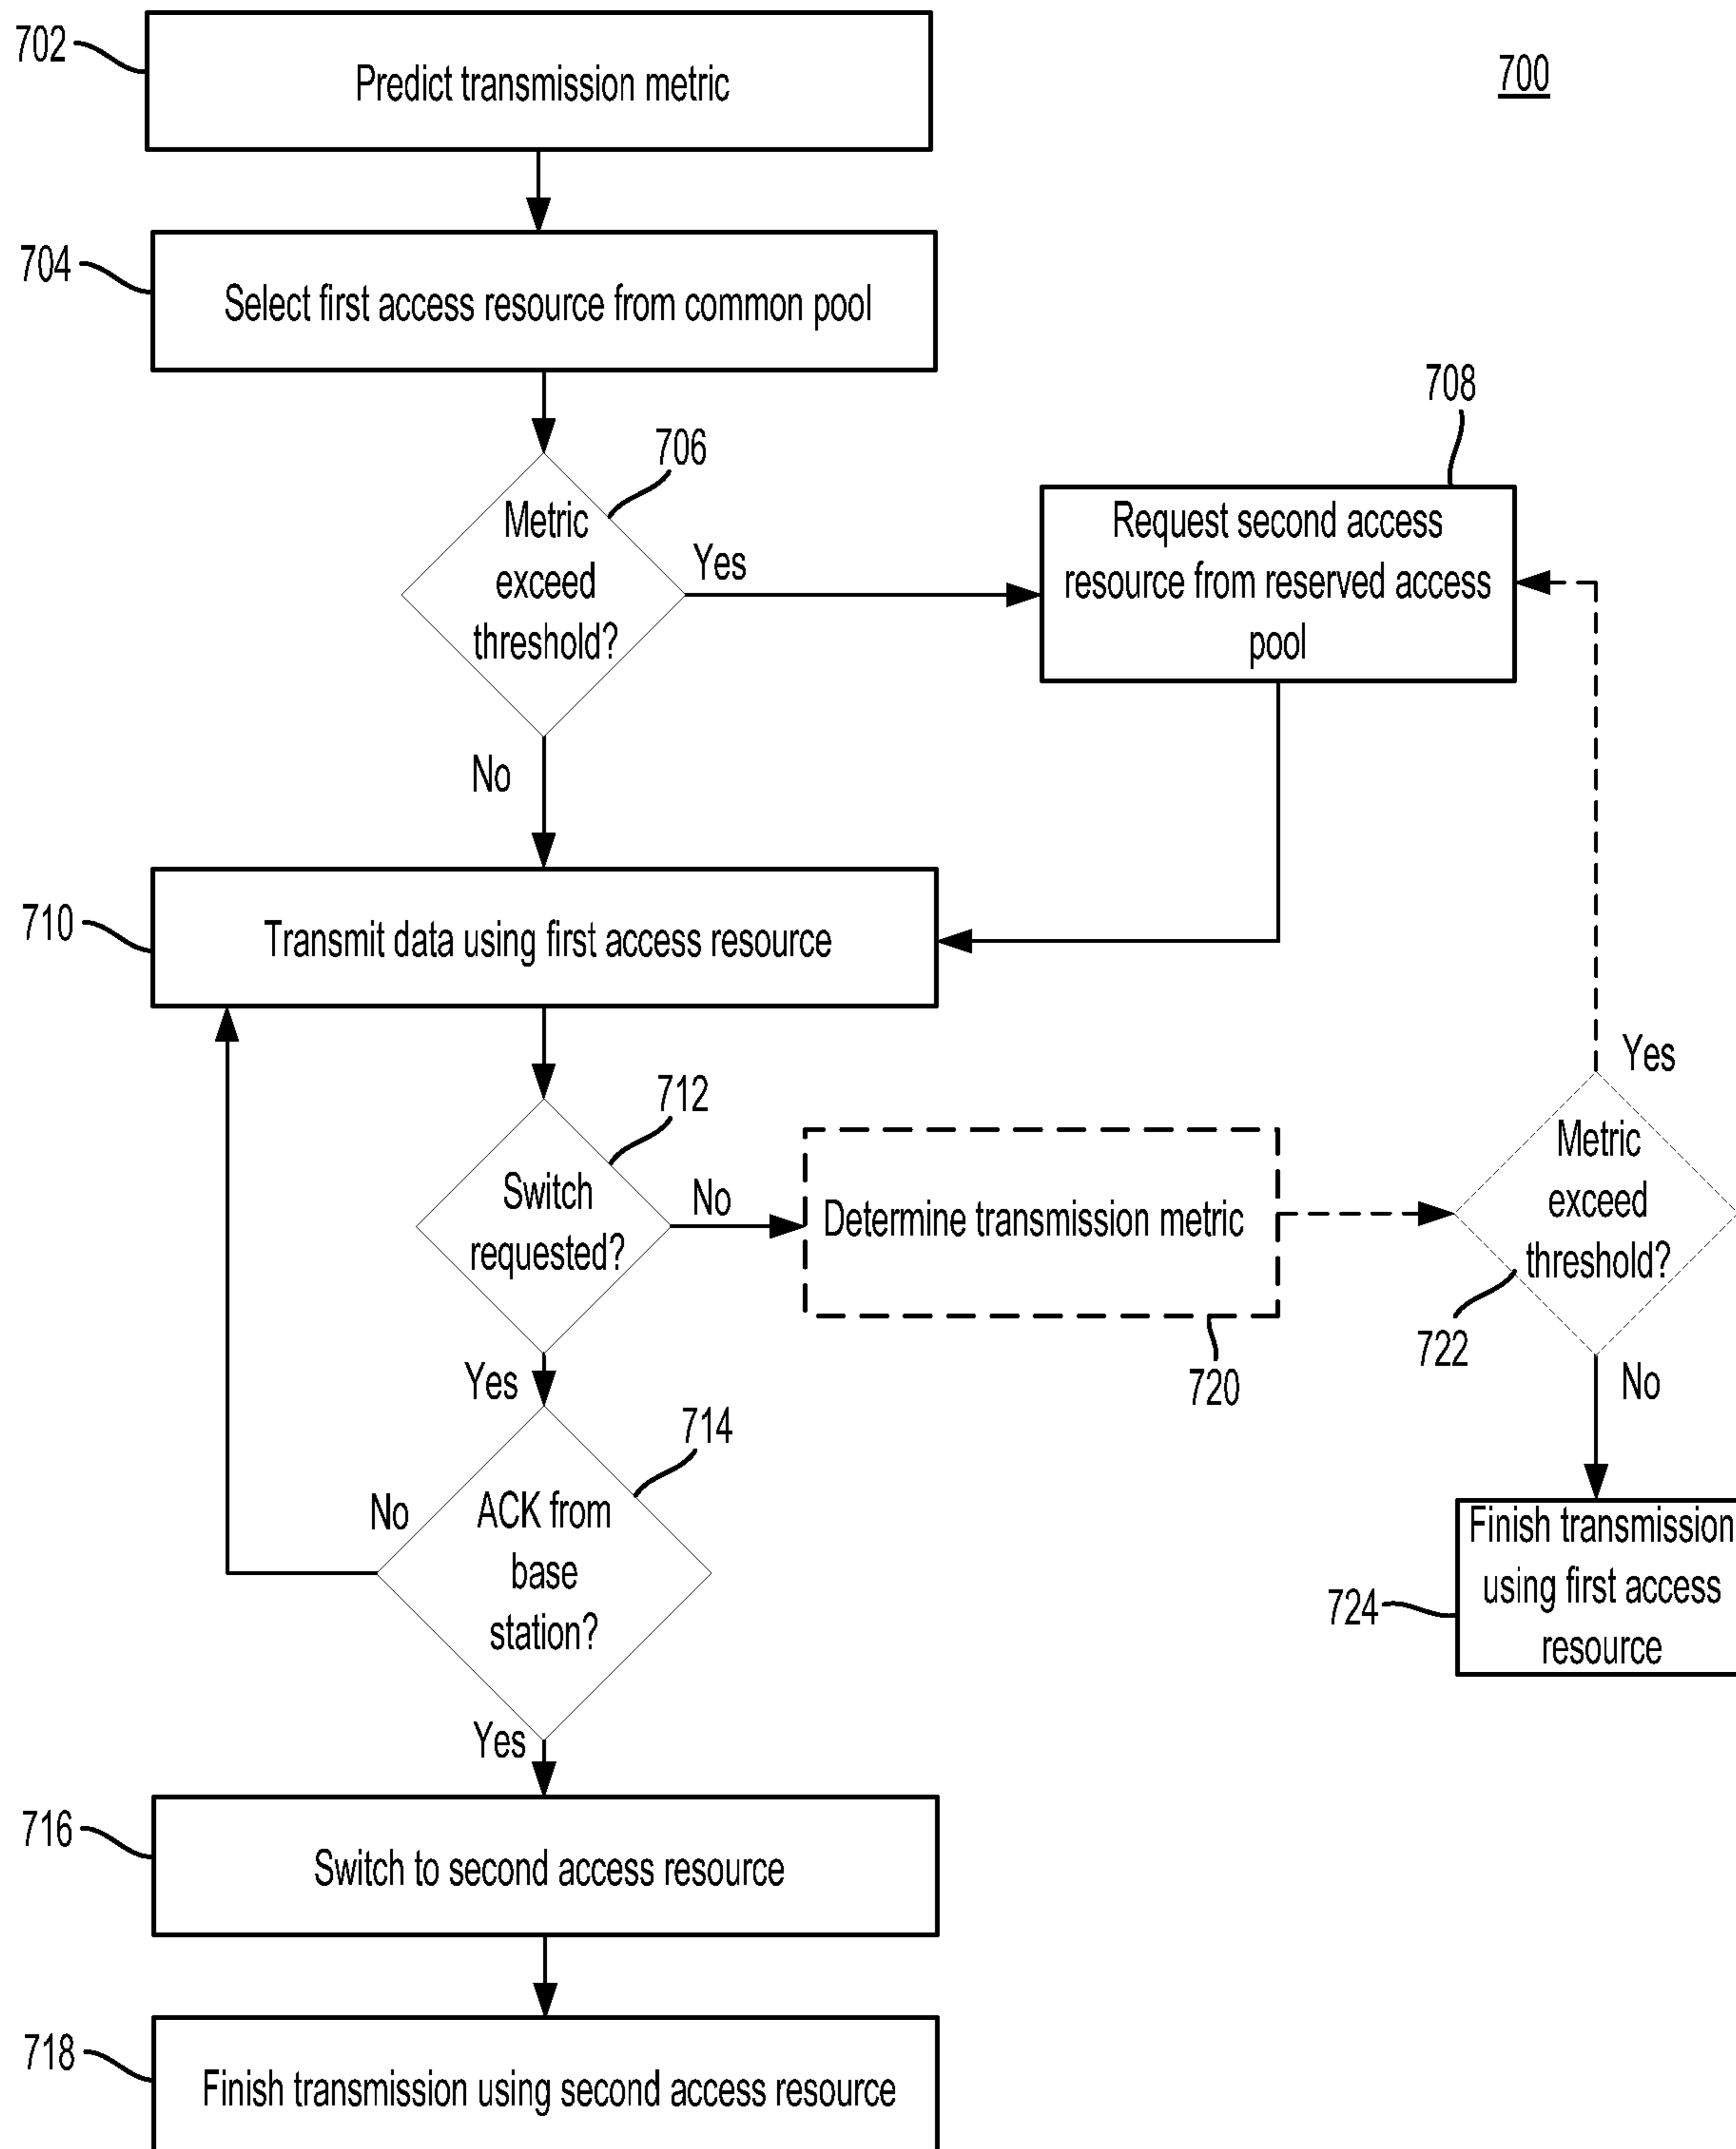 702
Predict transmission metric
700
704
Select first access resource from common pool
706
Metric
exceed
threshold?
Yes
No
708
Request second access
resource from reserved access
pool
710
Transmit data using first access resource
712
Switch
requested?
No
Yes
Determine transmission metric
720
Metric
exceed
threshold?
Yes
722
No
714
ACK from
base
station?
No
Yes
Finish transmission
using first access
resource
724
716
Switch to second access resource
718
Finish transmission using second access resource